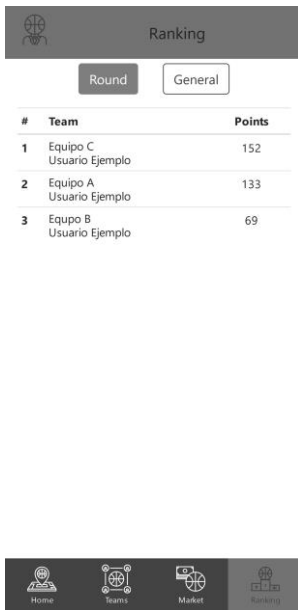 Ranking
Round General
# Team Points
1 Equipo C 152
Usuario Ejemplo
2 Equipo A 133
Usuario Ejemplo
3 Equpo B 69
Usuario Ejemplo
Home Teams Market Ranking